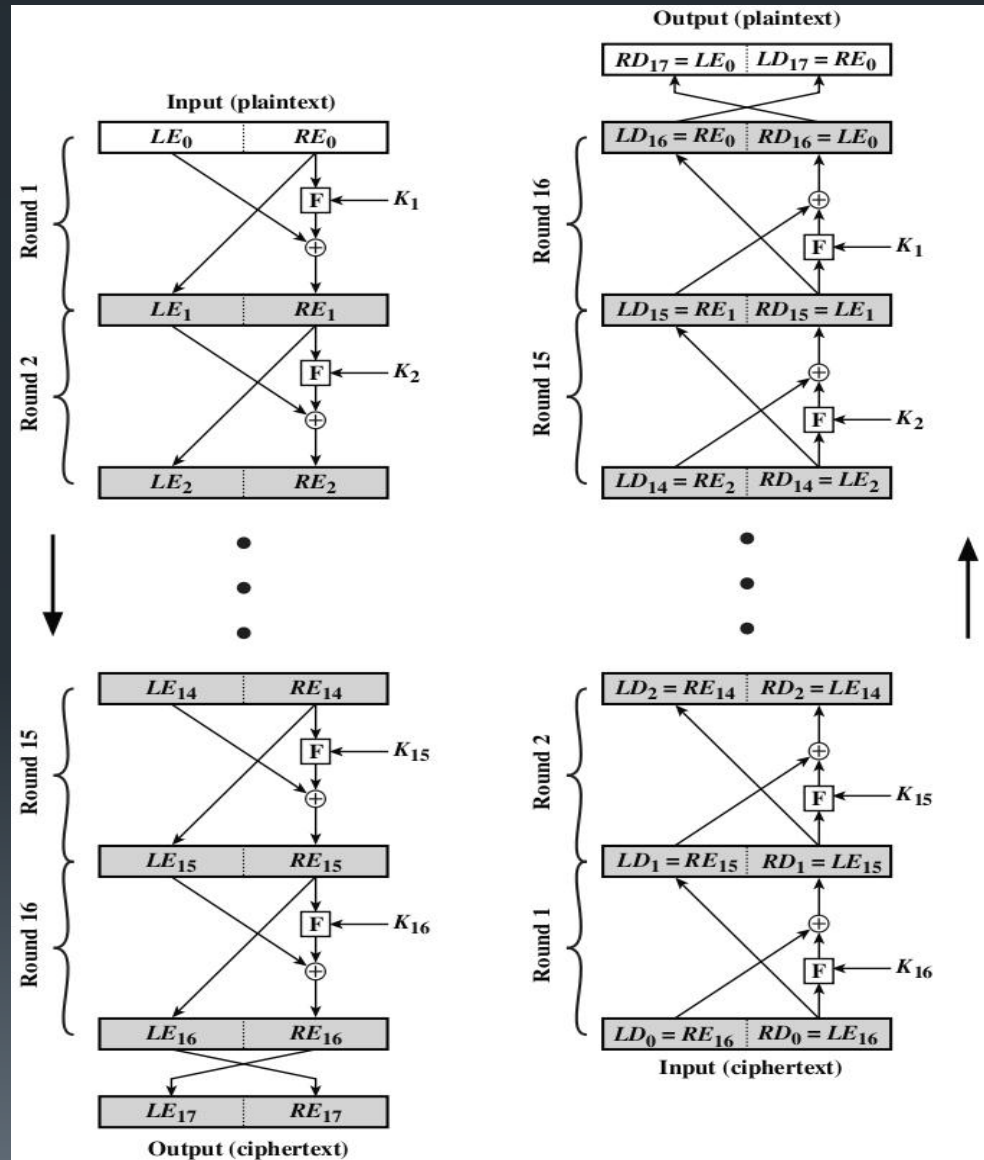 Input (plaintext)
LE0 RE0
Round 1
F
K1
+
LE1 RE1
Round 2
F
K2
+
LE2 RE2
LE14 RE14
Round 15
F
K15
+
LE15 RE15
Round 16
F
K16
+
LE16 RE16
LE17 RE17
Output (ciphertext)
Output (plaintext)
RD17 = LE0 LD17 = RE0
LD16 = RE0 RD16 = LE0
Round 16
+
F
K1
LD15 = RE1 RD15 = LE1
Round 15
+
F
K2
LD14 = RE2 RD14 = LE2
LD2 = RE14 RD2 = LE14
Round 2
+
F
K15
LD1 = RE15 RD1 = LE15
Round 1
+
F
K16
LD0 = RE16 RD0 = LE16
Input (ciphertext)